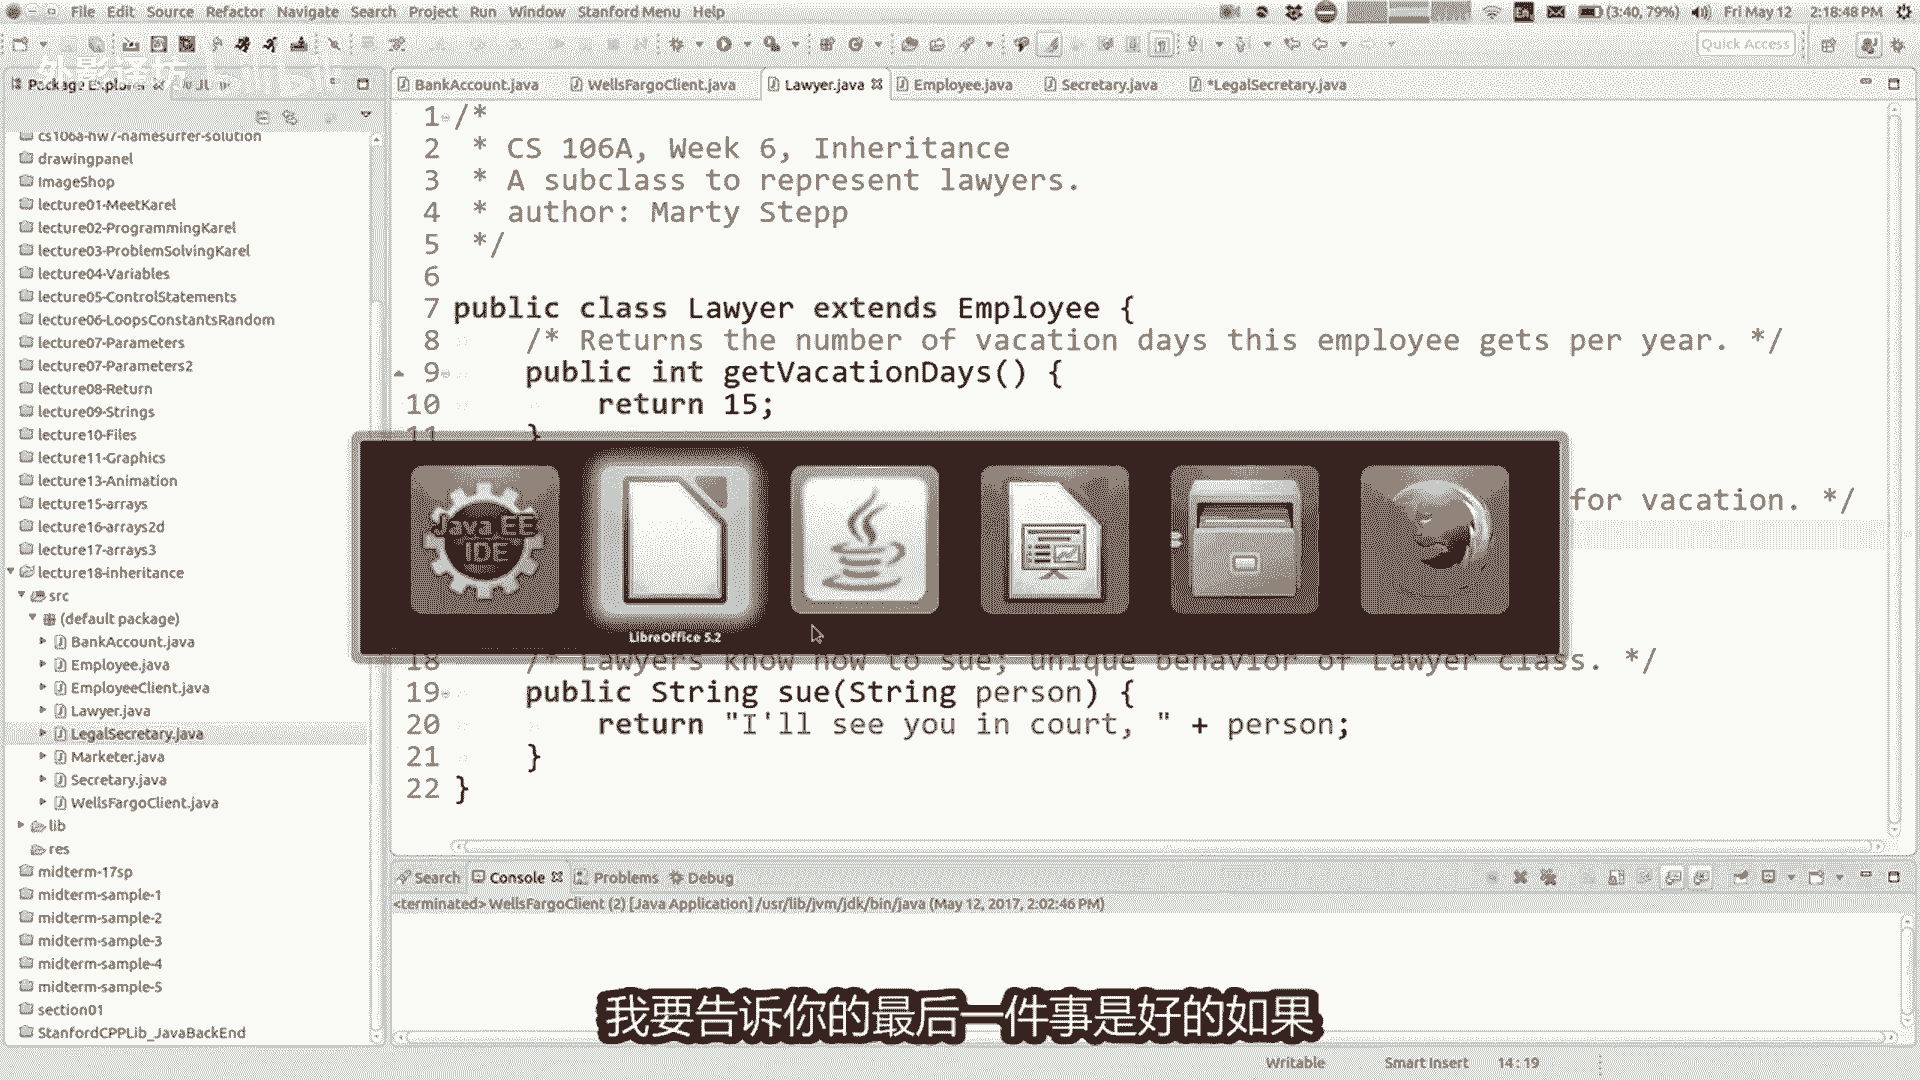 File Edit Source Refactor Navigate Search Project Run Window Stanford Menu Help
(3:40, 79%) Fri May 12 2:18:48 PM
Quick Access
Package Explorer
BankAccount.java WellsFargoClient.java Lawyer.java Employee.java Secretary.java *LegalSecretary.java
cs106a-hw7-namesurfer-solution
drawingpanel
ImageShop
lecture01-MeetKarel
lecture02-ProgrammingKarel
lecture03-ProblemSolvingKarel
lecture04-Variables
lecture05-ControlStatements
lecture06-LoopsConstantsRandom
lecture07-Parameters
lecture07-Parameters2
lecture08-Return
lecture09-Strings
lecture10-Files
lecture11-Graphics
lecture13-Animation
lecture15-arrays
lecture16-arrays2d
lecture17-arrays3
lecture18-inheritance
src
(default package)
BankAccount.java
Employee.java
EmployeeClient.java
Lawyer.java
LegalSecretary.java
Marketer.java
Secretary.java
WellsFargoClient.java
lib
res
midterm-17sp
midterm-sample-1
midterm-sample-2
midterm-sample-3
midterm-sample-4
midterm-sample-5
section01
StanfordCPPLib_JavaBackEnd
1 /*
2 * CS 106A, Week 6, Inheritance
3 * A subclass to represent lawyers.
4 * author: Marty Stepp
5 */
6
7 public class Lawyer extends Employee {
8 /* Returns the number of vacation days this employee gets per year. */
9 public int getVacationDays() {
10 return 15;
11 }
for vacation. */
Java EE IDE
LibreOffice 5.2
18 /* Lawyers know how to sue; unique behavior of Lawyer class. */
19 public String sue(String person) {
20 return "I'll see you in court, " + person;
21 }
22 }
Search Console Problems Debug
<terminated> WellsFargoClient (2) [Java Application] /usr/lib/jvm/jdk/bin/java (May 12, 2017, 2:02:46 PM)
我要告诉你的最后一件事是好的如果
Writable Smart Insert 14 : 19